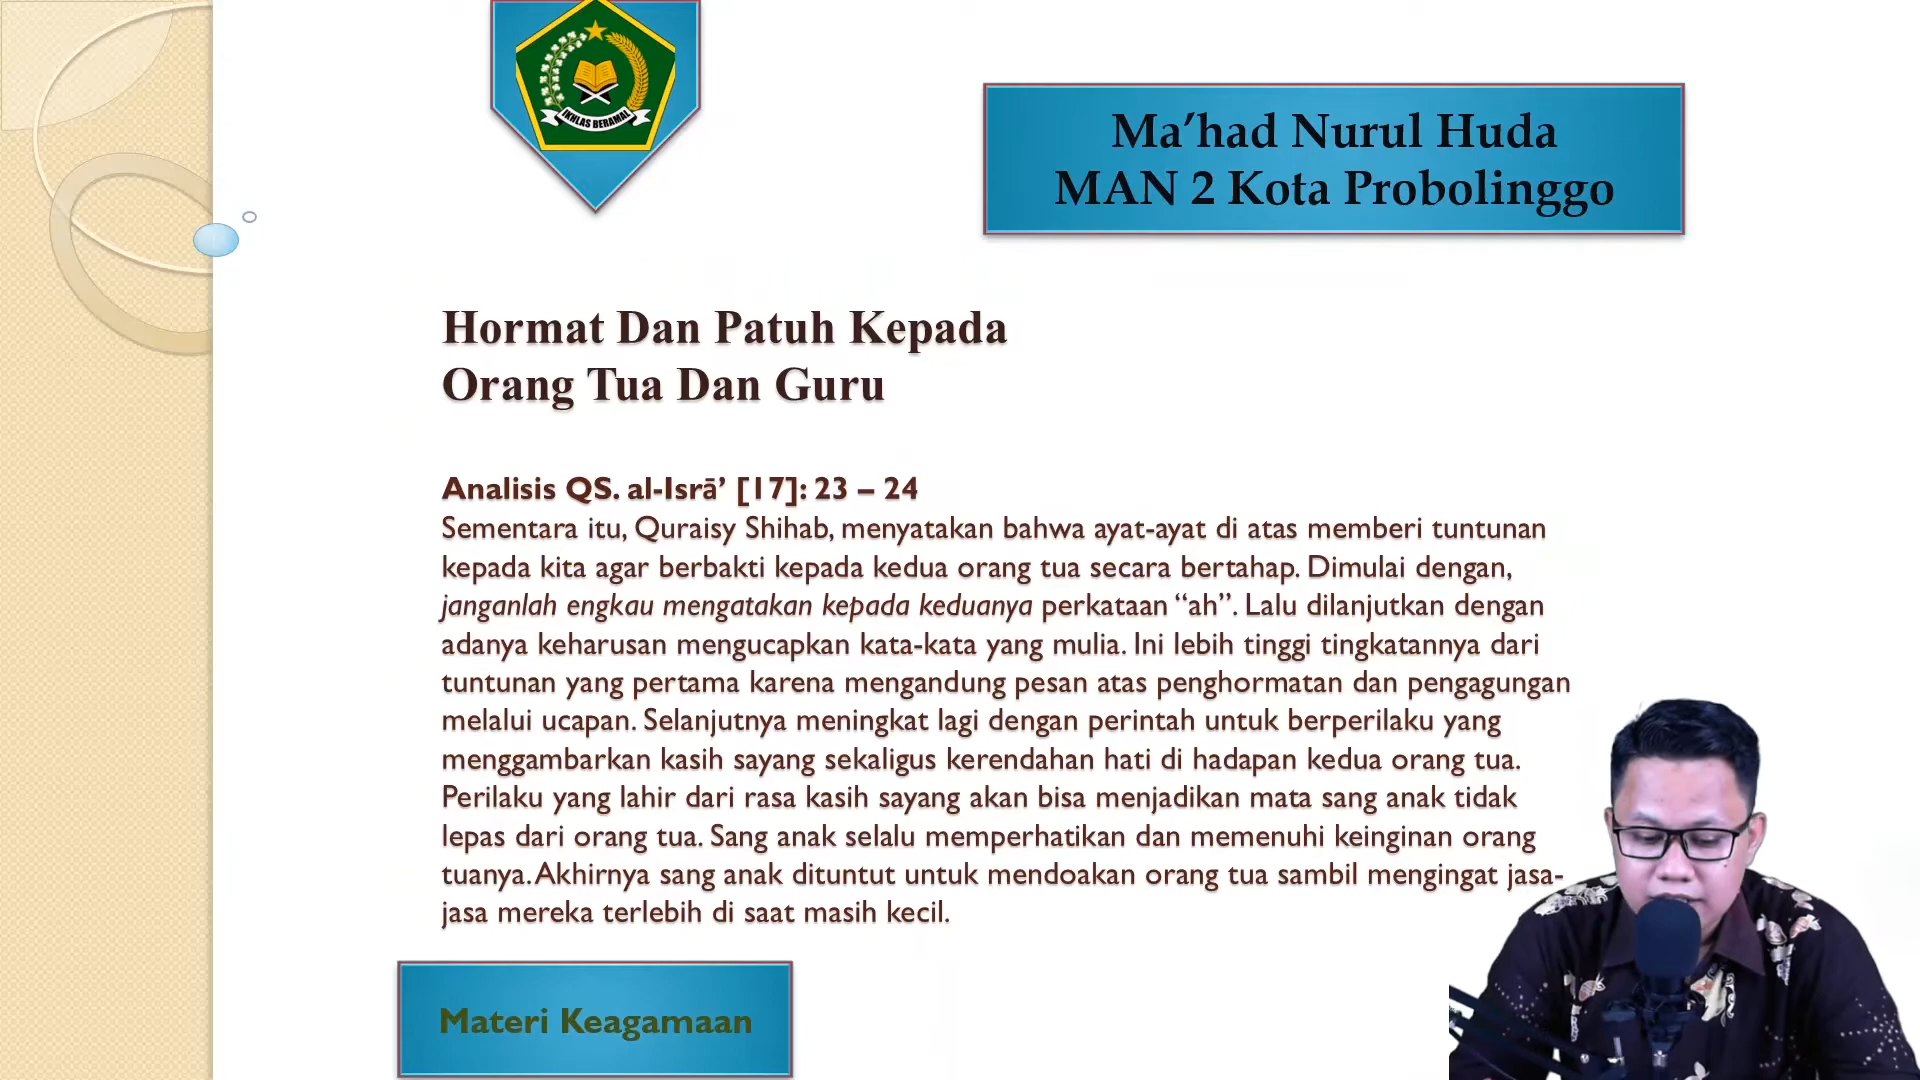 IKHLAS BERAMAL
Ma’had Nurul Huda
MAN 2 Kota Probolinggo
Hormat Dan Patuh Kepada
Orang Tua Dan Guru
Analisis QS. al-Isrā’ [17]: 23 – 24
Sementara itu, Quraisy Shihab, menyatakan bahwa ayat-ayat di atas memberi tuntunan
kepada kita agar berbakti kepada kedua orang tua secara bertahap. Dimulai dengan,
janganlah engkau mengatakan kepada keduanya perkataan “ah”. Lalu dilanjutkan dengan
adanya keharusan mengucapkan kata-kata yang mulia. Ini lebih tinggi tingkatannya dari
tuntunan yang pertama karena mengandung pesan atas penghormatan dan pengagungan
melalui ucapan. Selanjutnya meningkat lagi dengan perintah untuk berperilaku yang
menggambarkan kasih sayang sekaligus kerendahan hati di hadapan kedua orang tua.
Perilaku yang lahir dari rasa kasih sayang akan bisa menjadikan mata sang anak tidak
lepas dari orang tua. Sang anak selalu memperhatikan dan memenuhi keinginan orang
tuanya. Akhirnya sang anak dituntut untuk mendoakan orang tua sambil mengingat jasa-
jasa mereka terlebih di saat masih kecil.
Materi Keagamaan